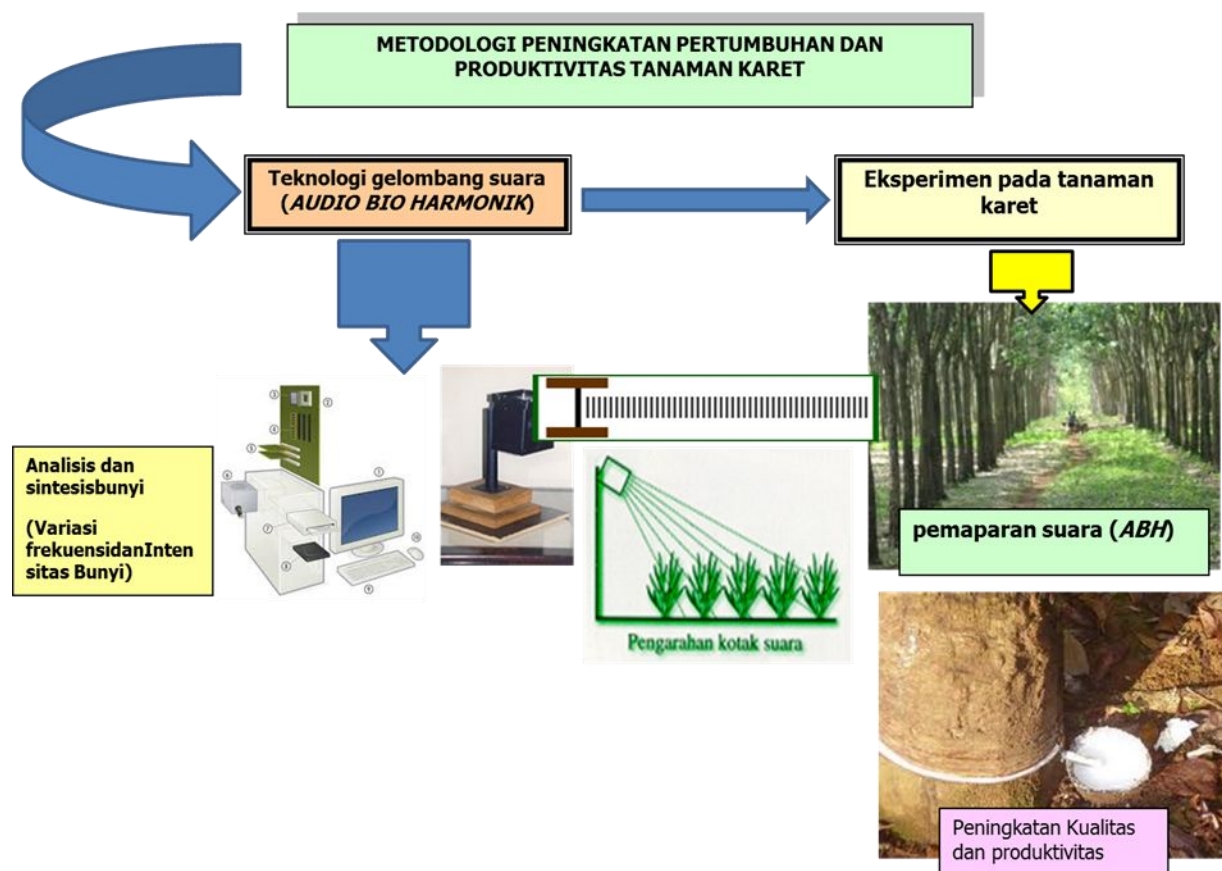 METODOLOGI PENINGKATAN PERTUMBUHAN DAN
PRODUKTIVITAS TANAMAN KARET
Teknologi gelombang suara
(AUDIO BIO HARMONIK)
Eksperimen pada tanaman
karet
Analisis dan
sintesisbunyi
(Variasi
frekuensidanInten
sitas Bunyi)
Pengarahan kotak suara
pemaparan suara (ABH)
Peningkatan Kualitas
dan produktivitas